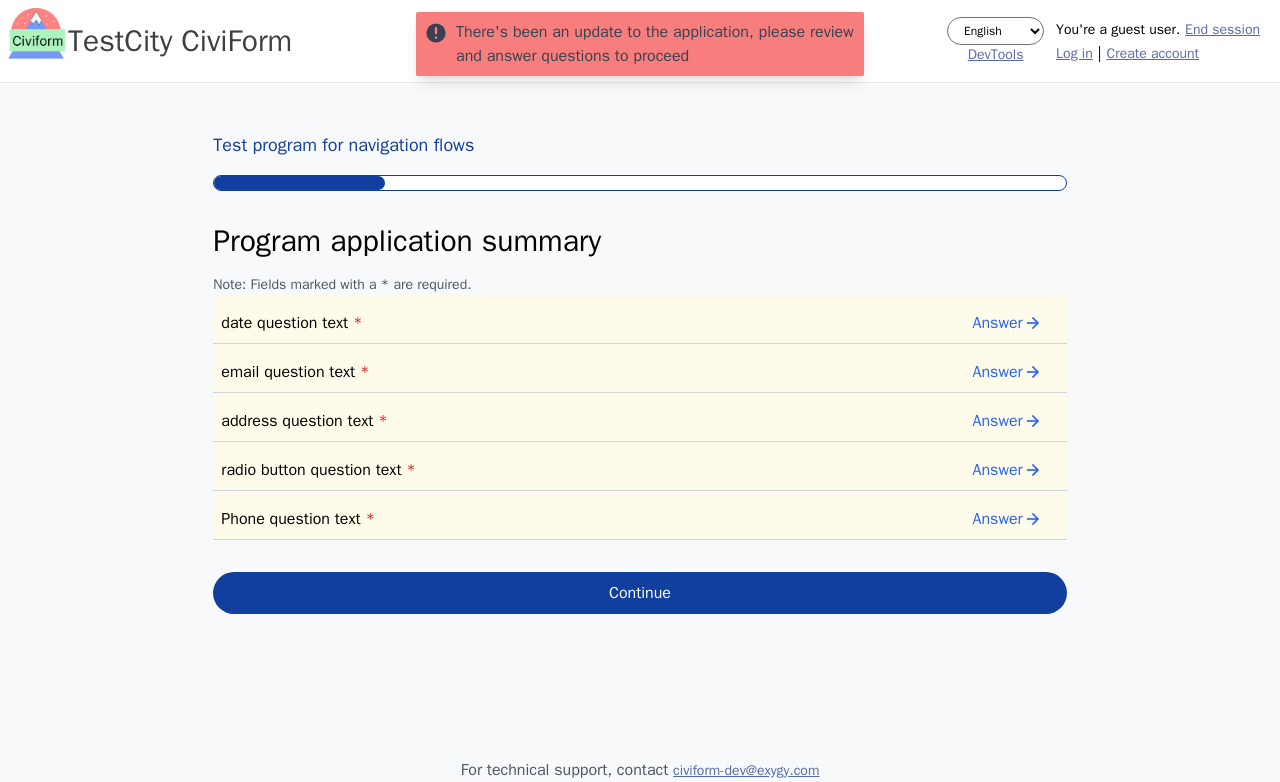 Civiform
TestCity CiviForm
There's been an update to the application, please review
and answer questions to proceed
English
DevTools
You're a guest user. End session
Log in | Create account
Test program for navigation flows
Program application summary
Note: Fields marked with a * are required.
date question text * Answer
email question text * Answer
address question text * Answer
radio button question text * Answer
Phone question text * Answer
Continue
For technical support, contact civiform-dev@exygy.com